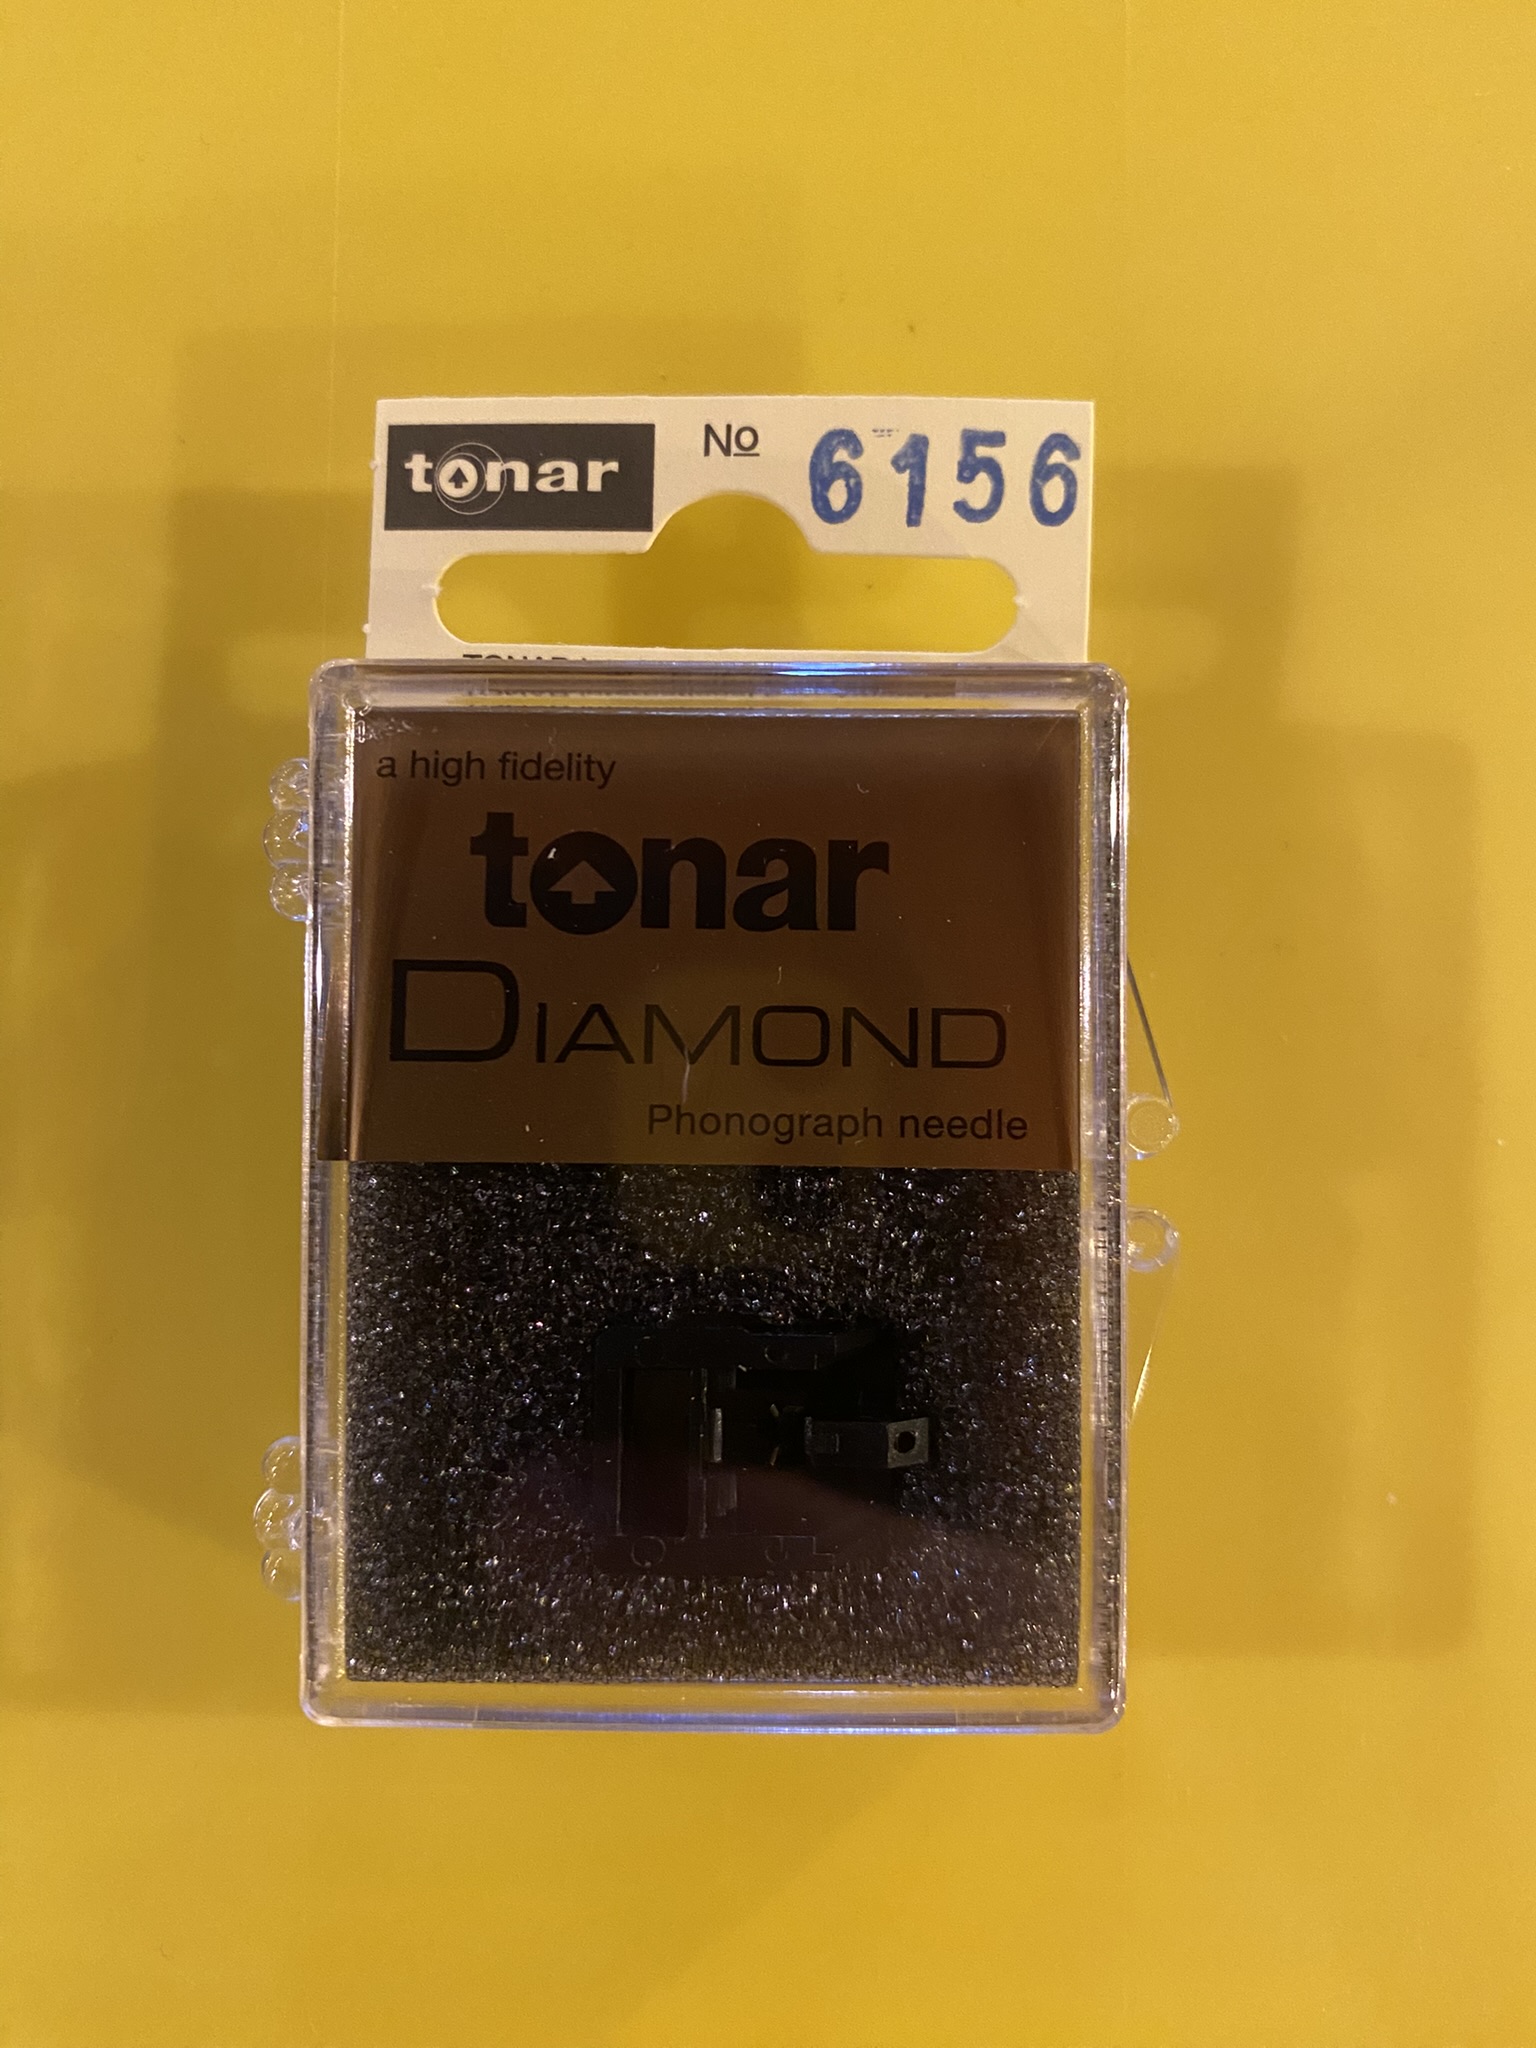 tonar
No 6156
a high fidelity
tonar
DIAMOND
Phonograph needle